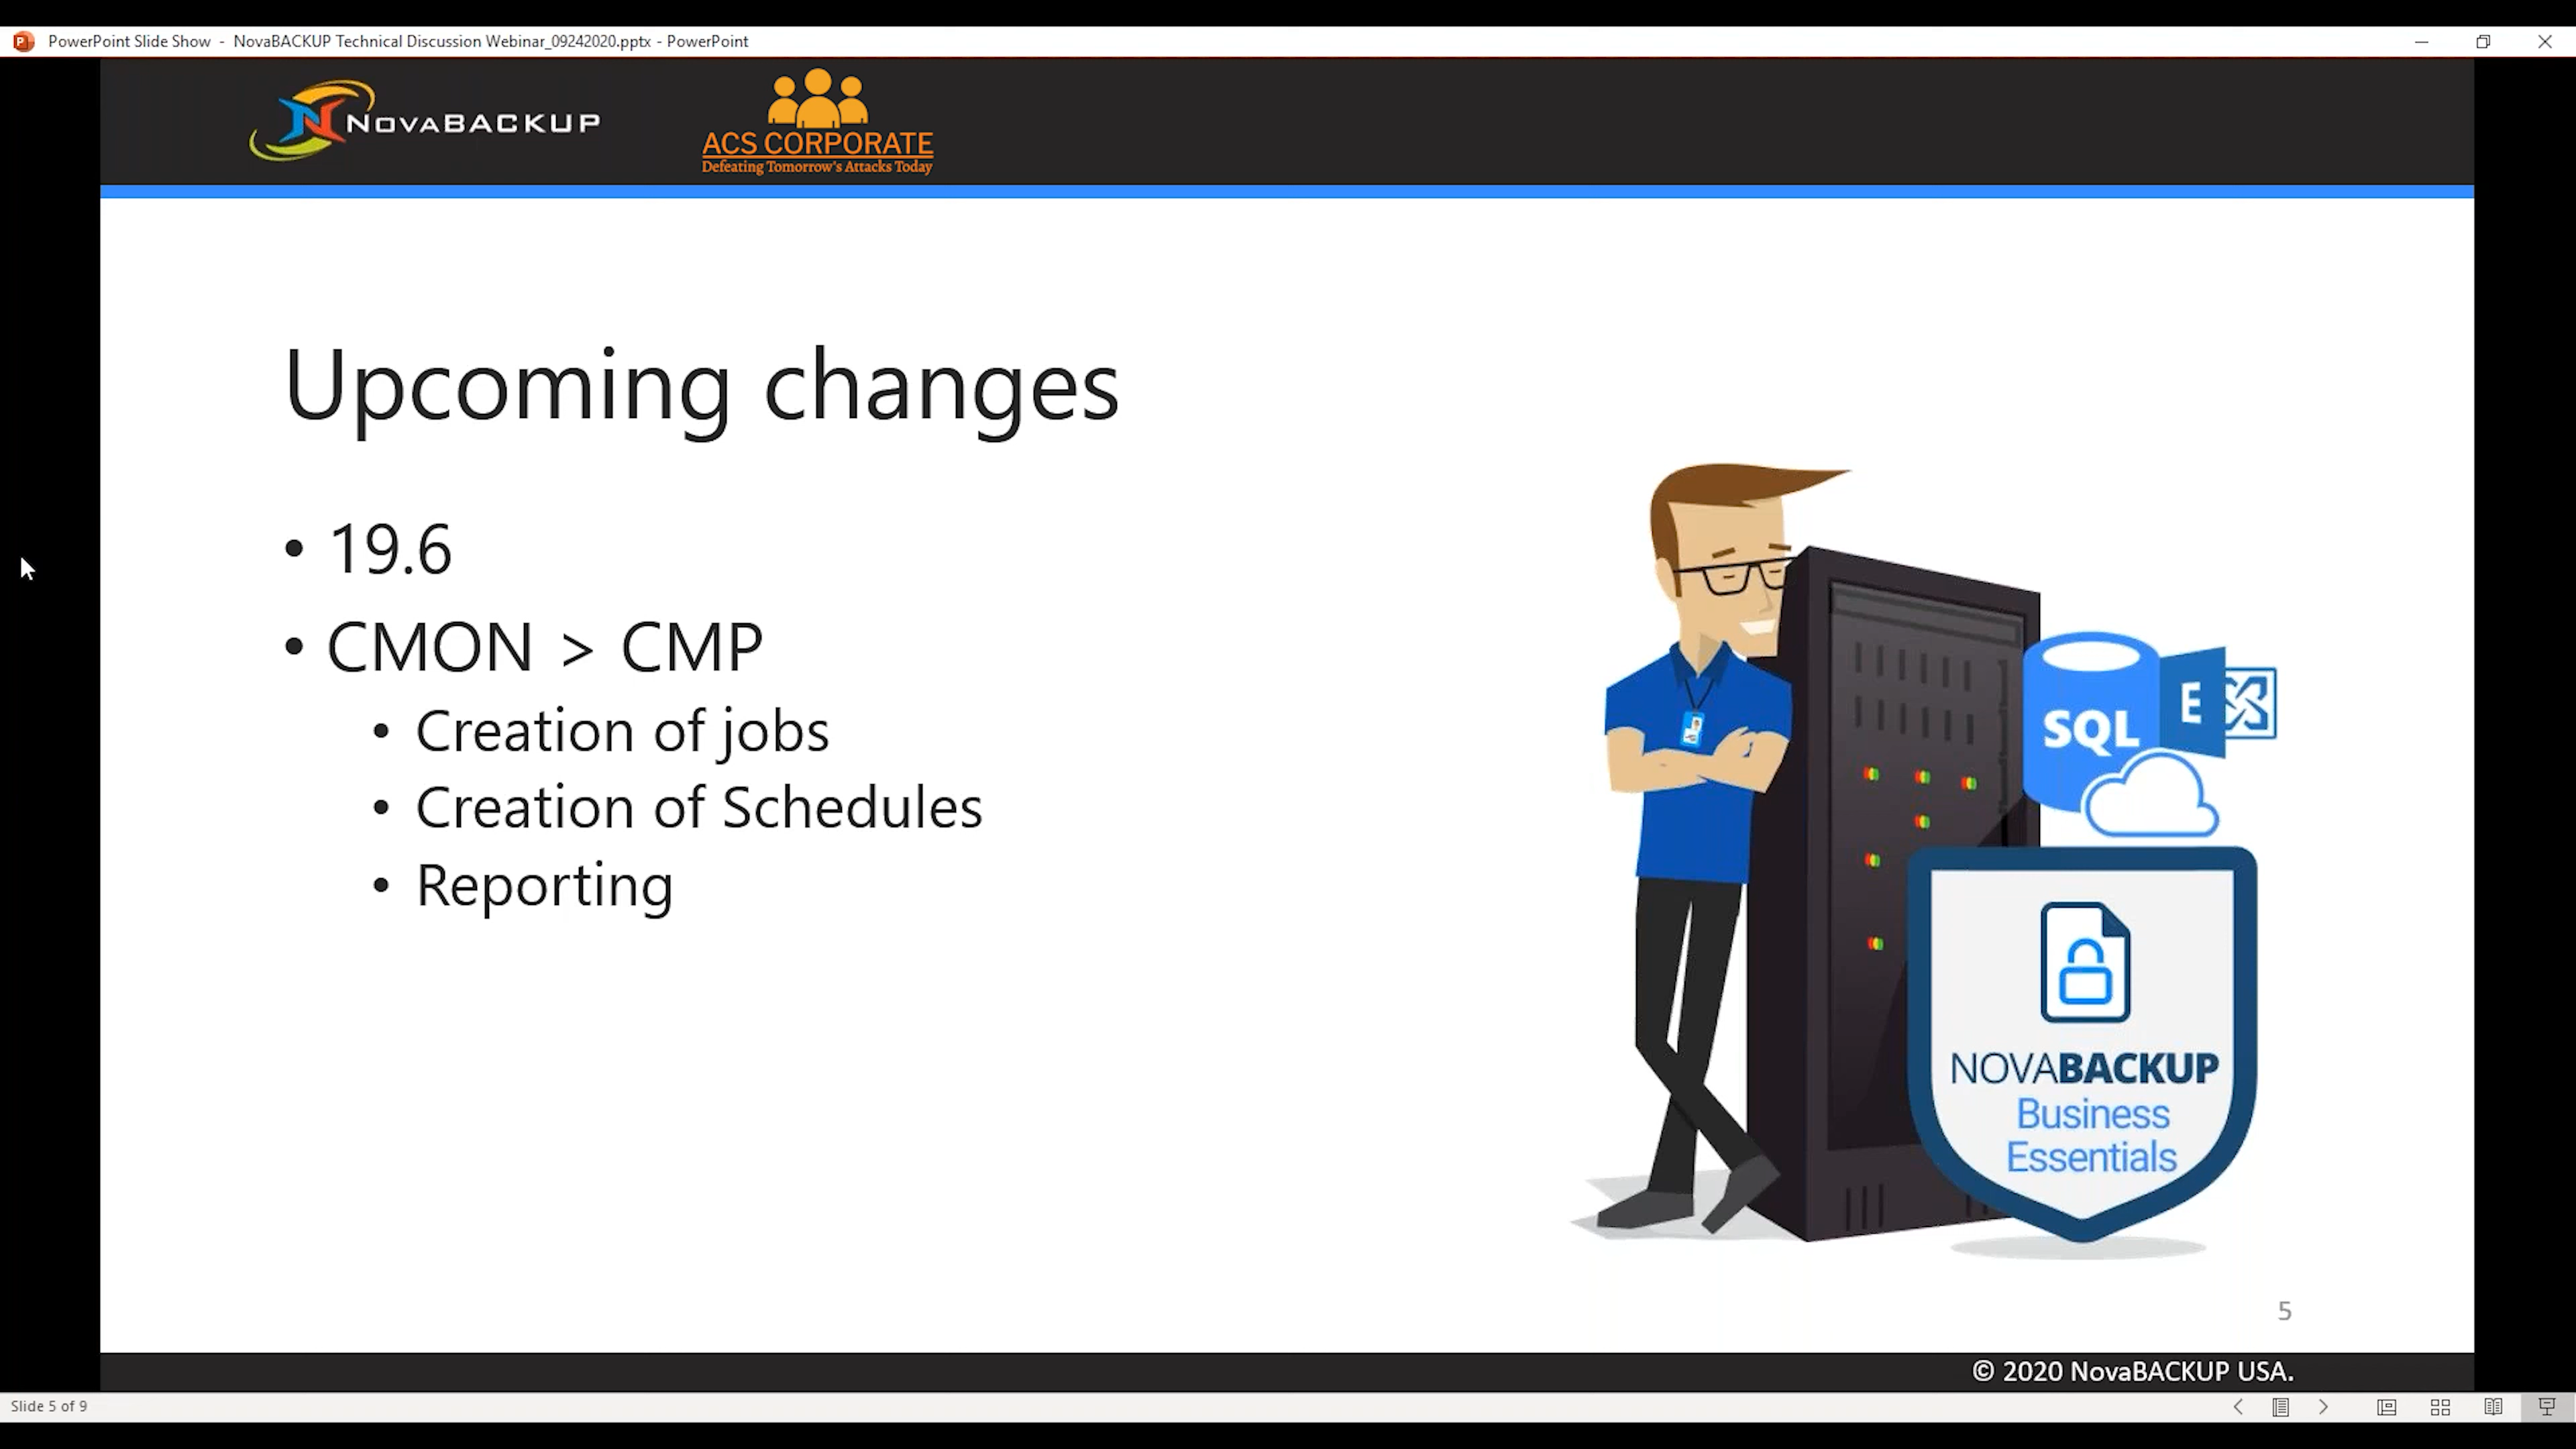 PowerPoint Slide Show - NovaBACKUP Technical Discussion Webinar_09242020.pptx - PowerPoint
NovaBACKUP
ACS CORPORATE
Defeating Tomorrow's Attacks Today
Upcoming changes
• 19.6
• CMON > CMP
• Creation of jobs
• Creation of Schedules
• Reporting
SQL
E
NOVABACKUP
Business
Essentials
5
© 2020 NovaBACKUP USA.
Slide 5 of 9